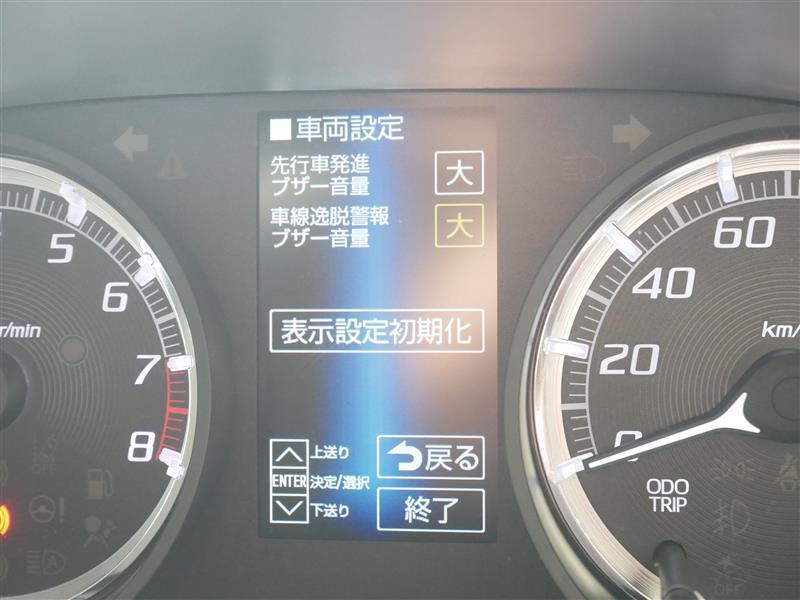 ■車両設定
先行車発進
ブザー音量
大
車線逸脱警報
ブザー音量
大
表示設定初期化
上送り
ENTER 決定/選択
下送り
戻る
終了
5
6
7
8
r/min
0
20
40
60
km/
ODO
TRIP
OFF
OFF